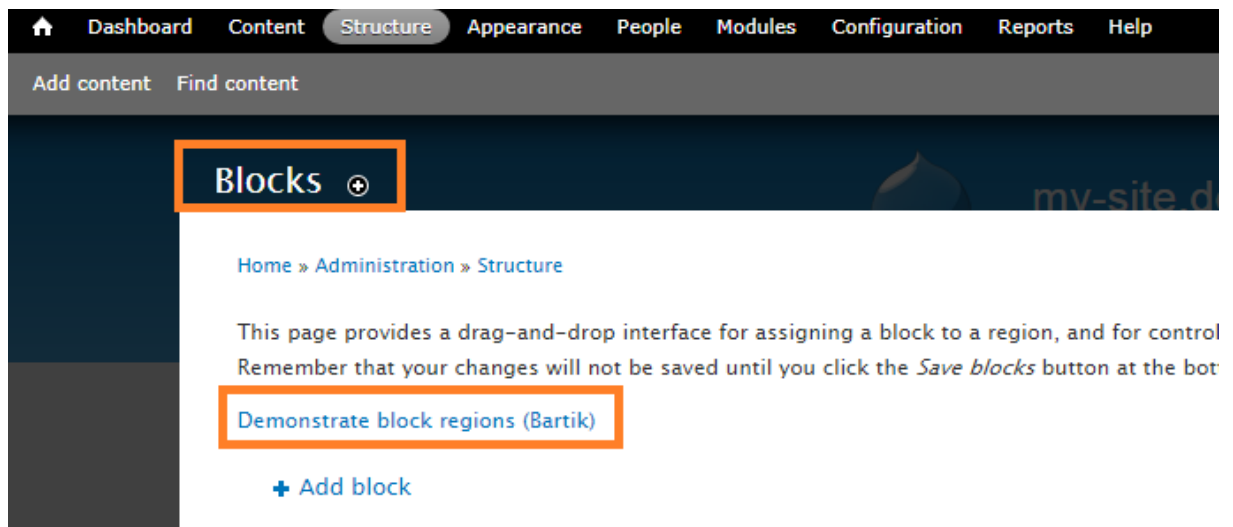 Dashboard Content Structure Appearance People Modules Configuration Reports Help
Add content Find content
Blocks
my-site.d
Home » Administration » Structure
This page provides a drag-and-drop interface for assigning a block to a region, and for control
Remember that your changes will not be saved until you click the Save blocks button at the bot
Demonstrate block regions (Bartik)
Add block